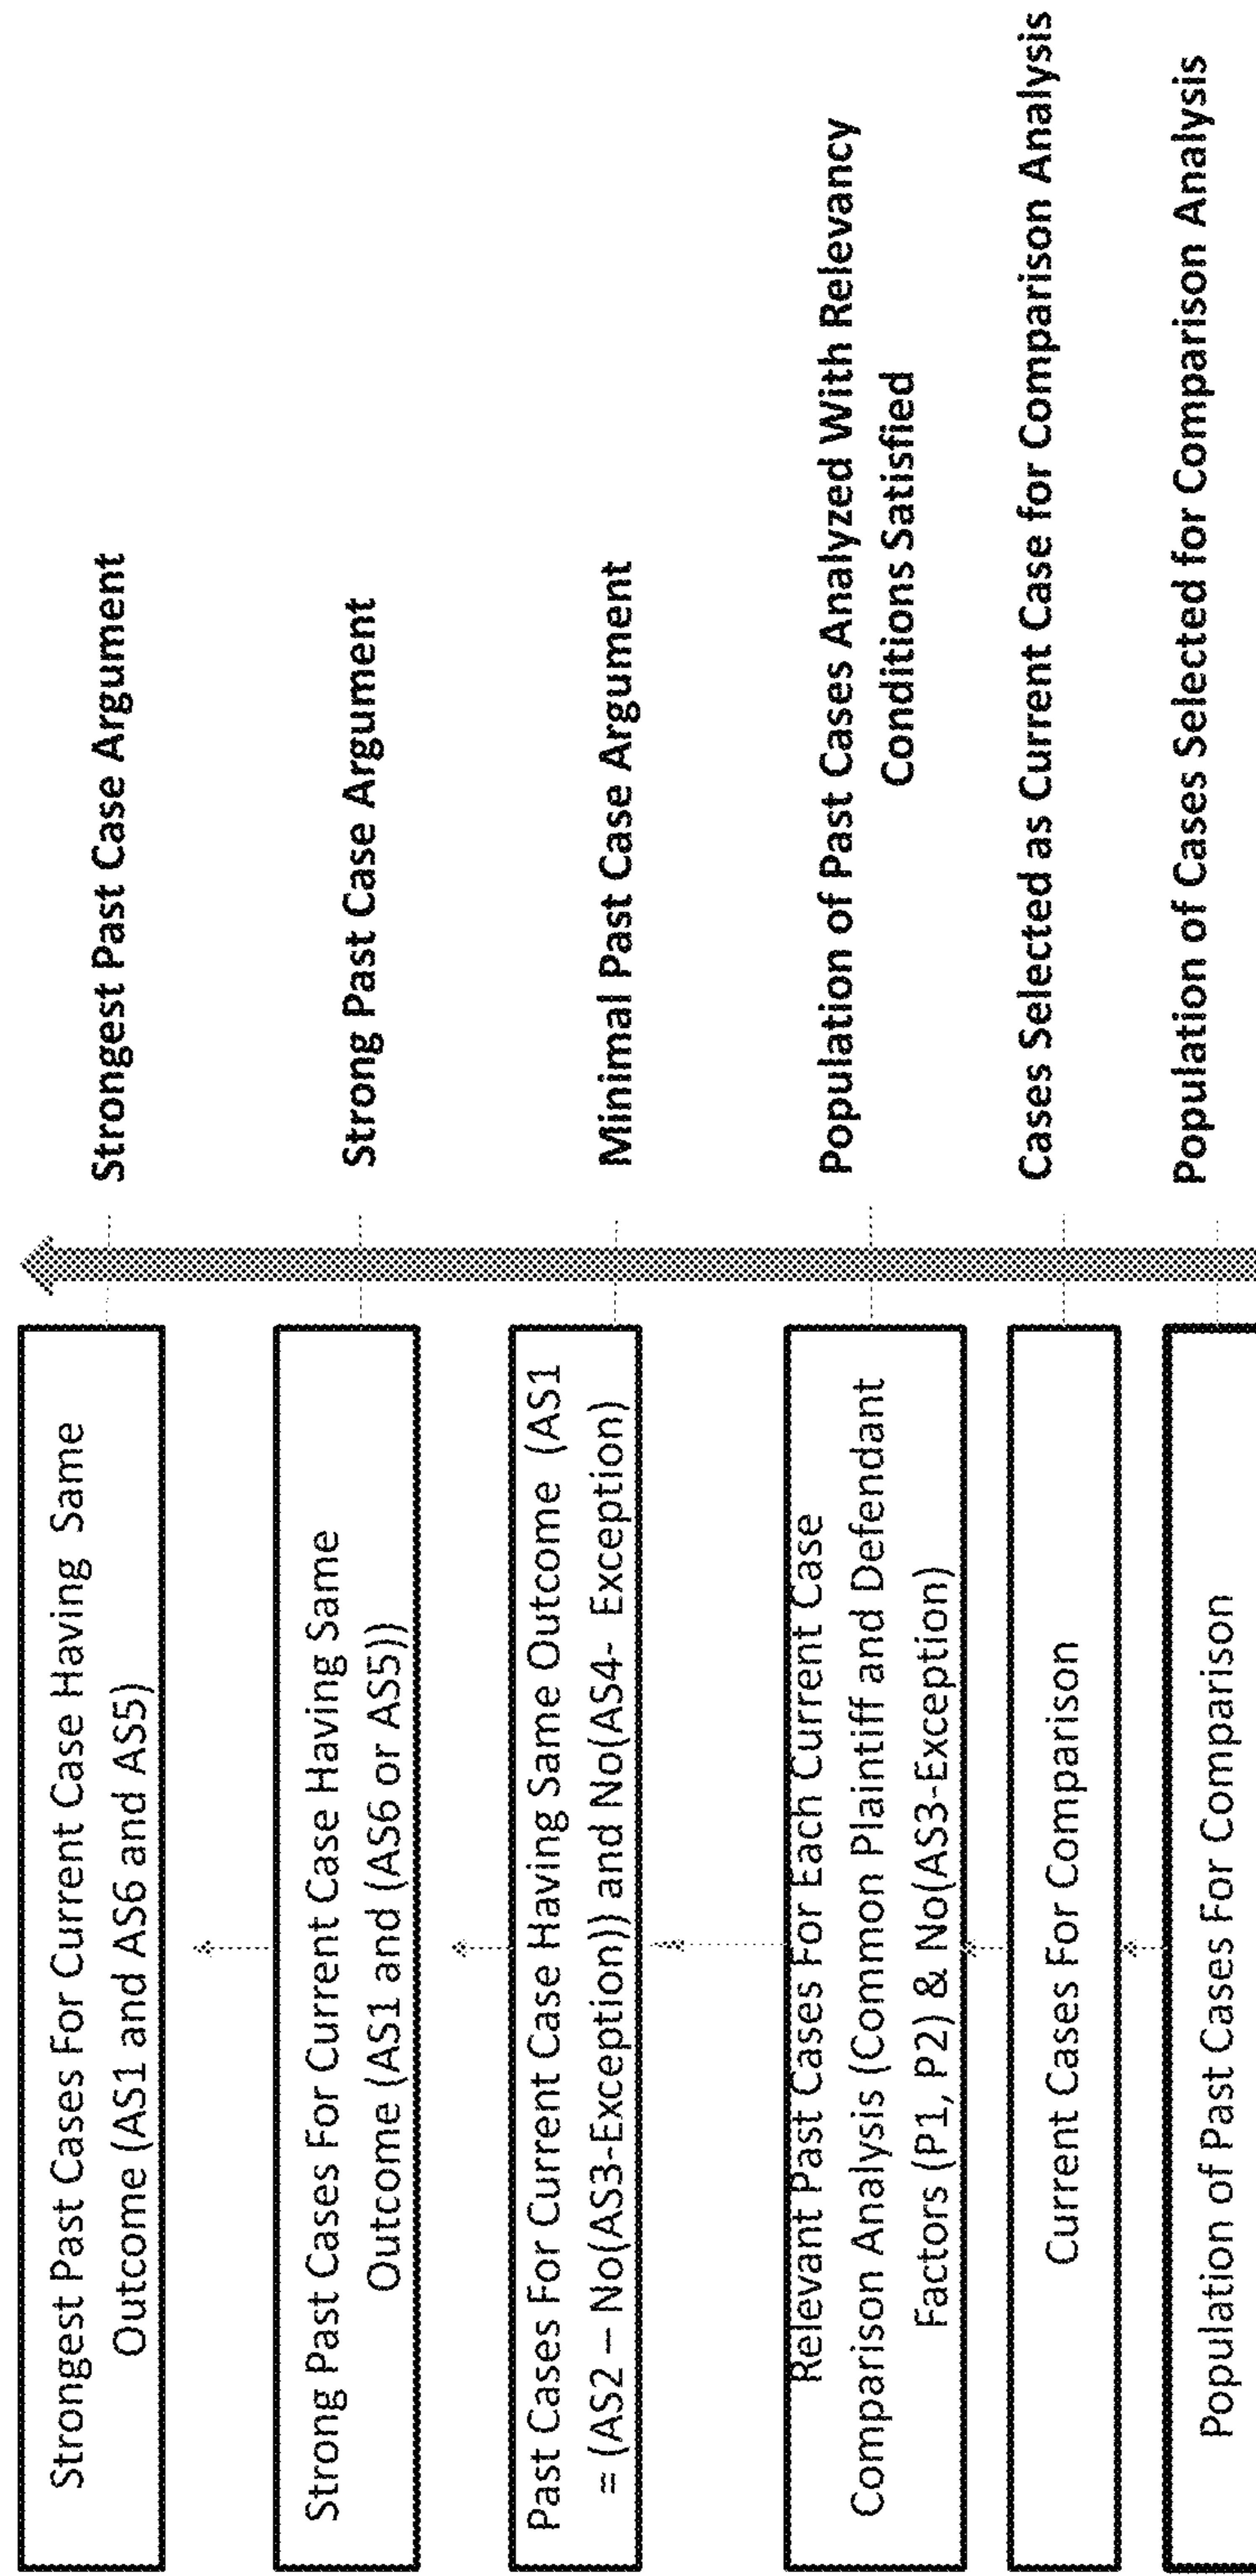 Strongest Past Cases For Current Case Having Same
Outcome (AS1 and AS6 and AS5)
Strongest Past Case Argument
Strong Past Cases For Current Case Having Same
Outcome (AS1 and (AS6 or AS5))
Strong Past Case Argument
Past Cases For Current Case Having Same Outcome (AS1
= (AS2 – No(AS3-Exception)) and No(AS4- Exception)
Minimal Past Case Argument
Relevant Past Cases For Each Current Case
Comparison Analysis (Common Plaintiff and Defendant
Factors (P1, P2) & No(AS3-Exception)
Population of Past Cases Analyzed With Relevancy
Conditions Satisfied
Current Cases For Comparison
Cases Selected as Current Case for Comparison Analysis
Population of Past Cases For Comparison
Population of Cases Selected for Comparison Analysis